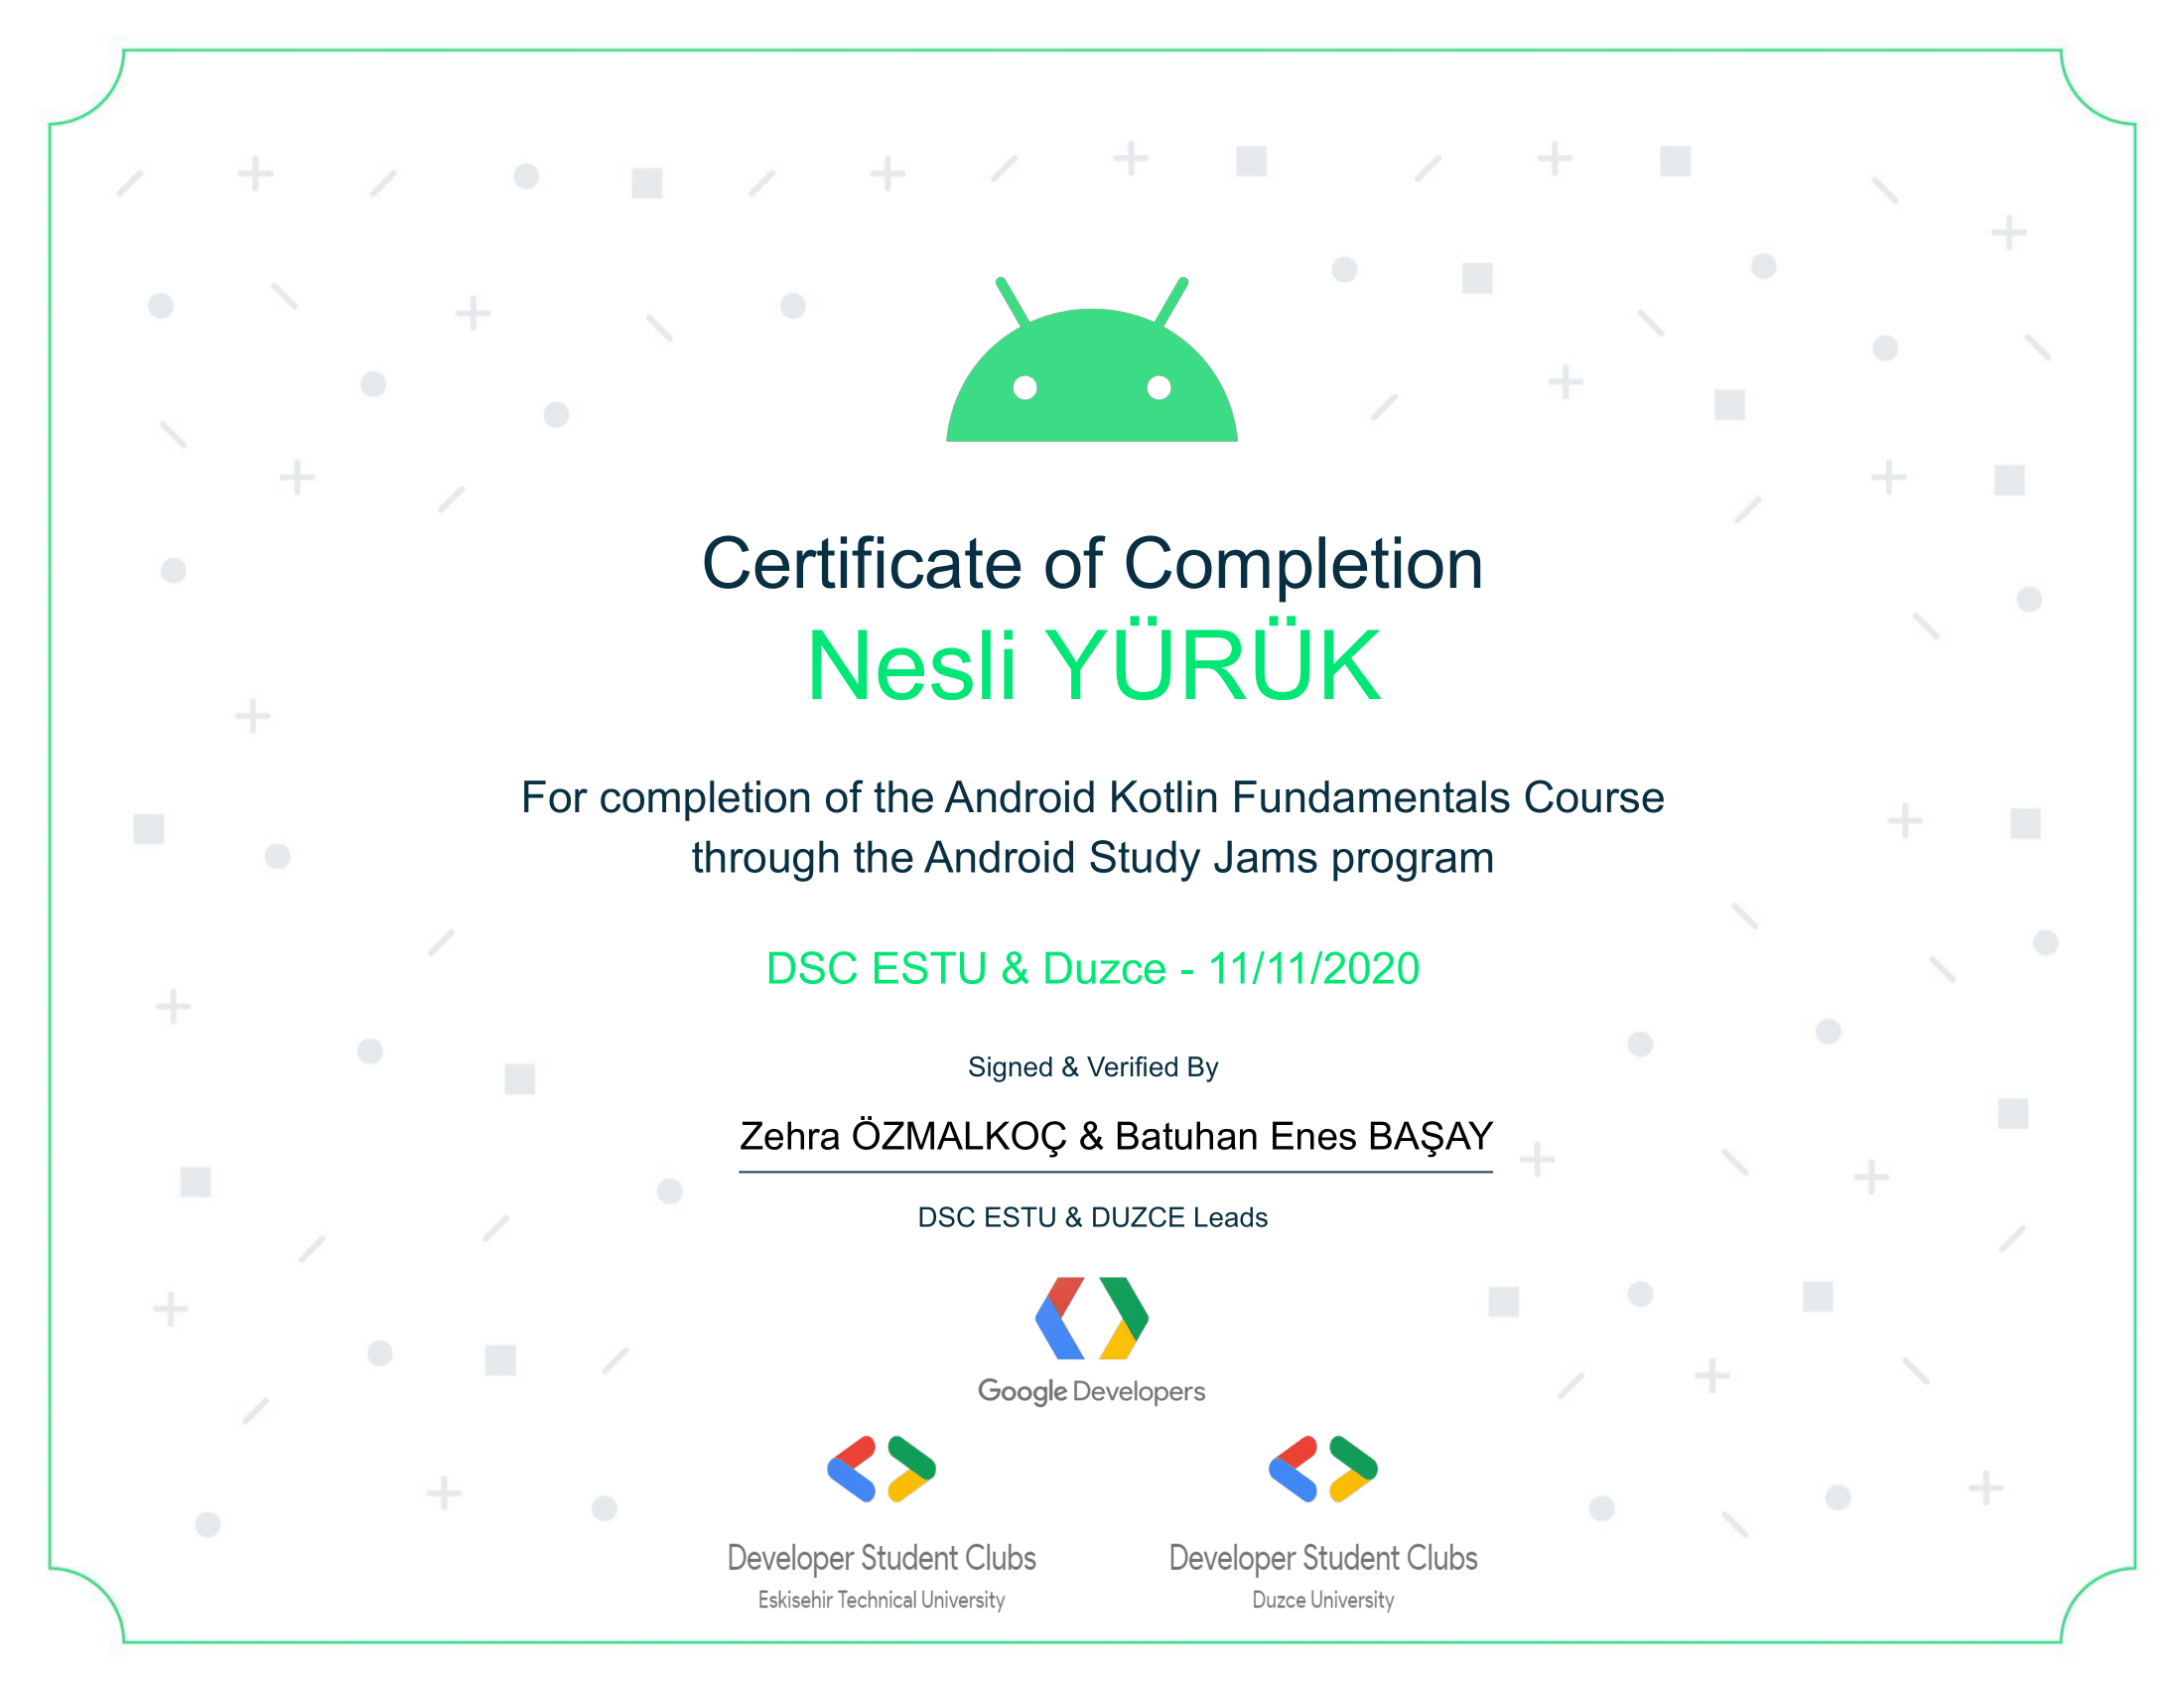 Certificate of Completion
Nesli YÜRÜK
For completion of the Android Kotlin Fundamentals Course
through the Android Study Jams program
DSC ESTU & Duzce - 11/11/2020
Signed & Verified By
Zehra ÖZMALKOÇ & Batuhan Enes BAŞAY
DSC ESTU & DUZCE Leads
Google Developers
Developer Student Clubs
Eskisehir Technical University
Developer Student Clubs
Duzce University